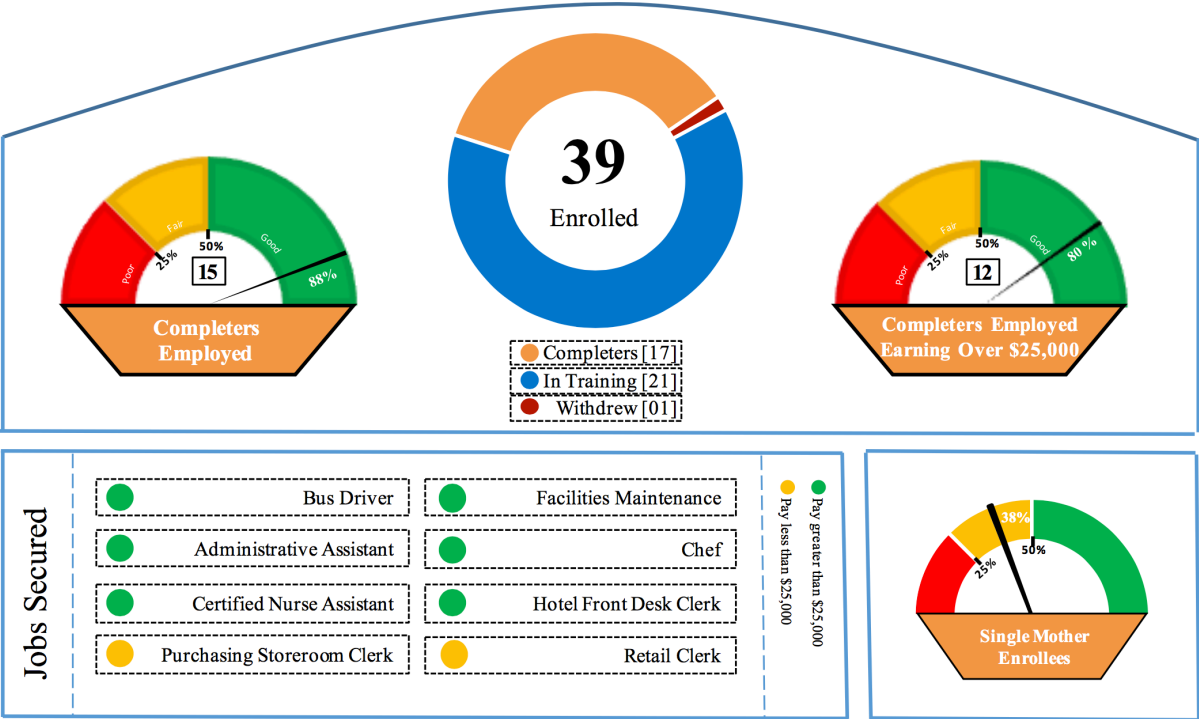 39
Enrolled
Poor
Fair
Good
25%
50%
88%
15
Completers
Employed
Completers [17]
In Training [21]
Withdrew [01]
Poor
Fair
Good
25%
50%
80 %
12
Completers Employed
Earning Over $25,000
Jobs Secured
Bus Driver
Facilities Maintenance
Administrative Assistant
Chef
Certified Nurse Assistant
Hotel Front Desk Clerk
Purchasing Storeroom Clerk
Retail Clerk
Pay greater than $25,000
Pay less than $25,000
38%
25%
50%
Single Mother
Enrollees